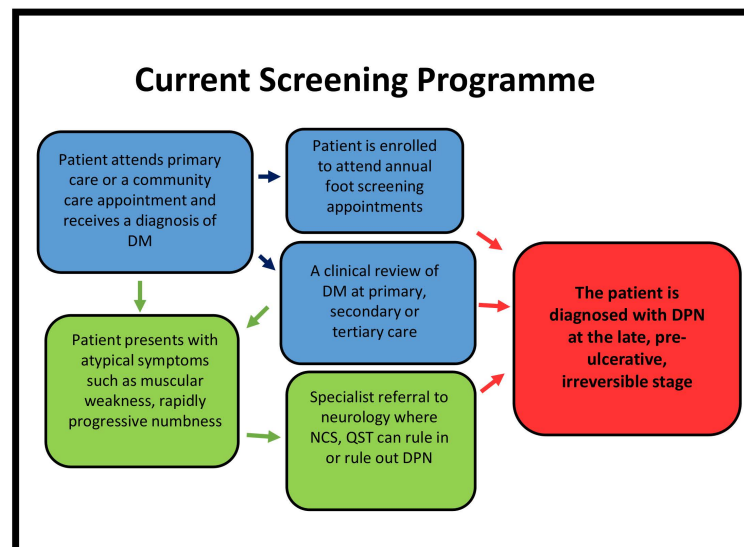 Current Screening Programme
Patient attends primary
care or a community
care appointment and
receives a diagnosis of
DM
Patient is enrolled
to attend annual
foot screening
appointments
A clinical review of
DM at primary,
secondary or
tertiary care
The patient is
diagnosed with DPN
at the late, pre-
ulcerative,
irreversible stage
Patient presents with
atypical symptoms
such as muscular
weakness, rapidly
progressive numbness
Specialist referral to
neurology where
NCS, QST can rule in
or rule out DPN